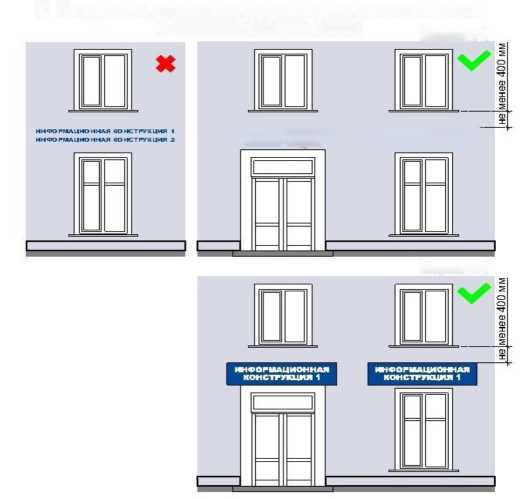 не менее 400 мм
ИНФОРМАЦИОННАЯ КОНСТРУКЦИЯ 1
ИНФОРМАЦИОННАЯ КОНСТРУКЦИЯ 2
не менее 400 мм
ИНФОРМАЦИОННАЯ
КОНСТРУКЦИЯ 1
ИНФОРМАЦИОННАЯ
КОНСТРУКЦИЯ 1